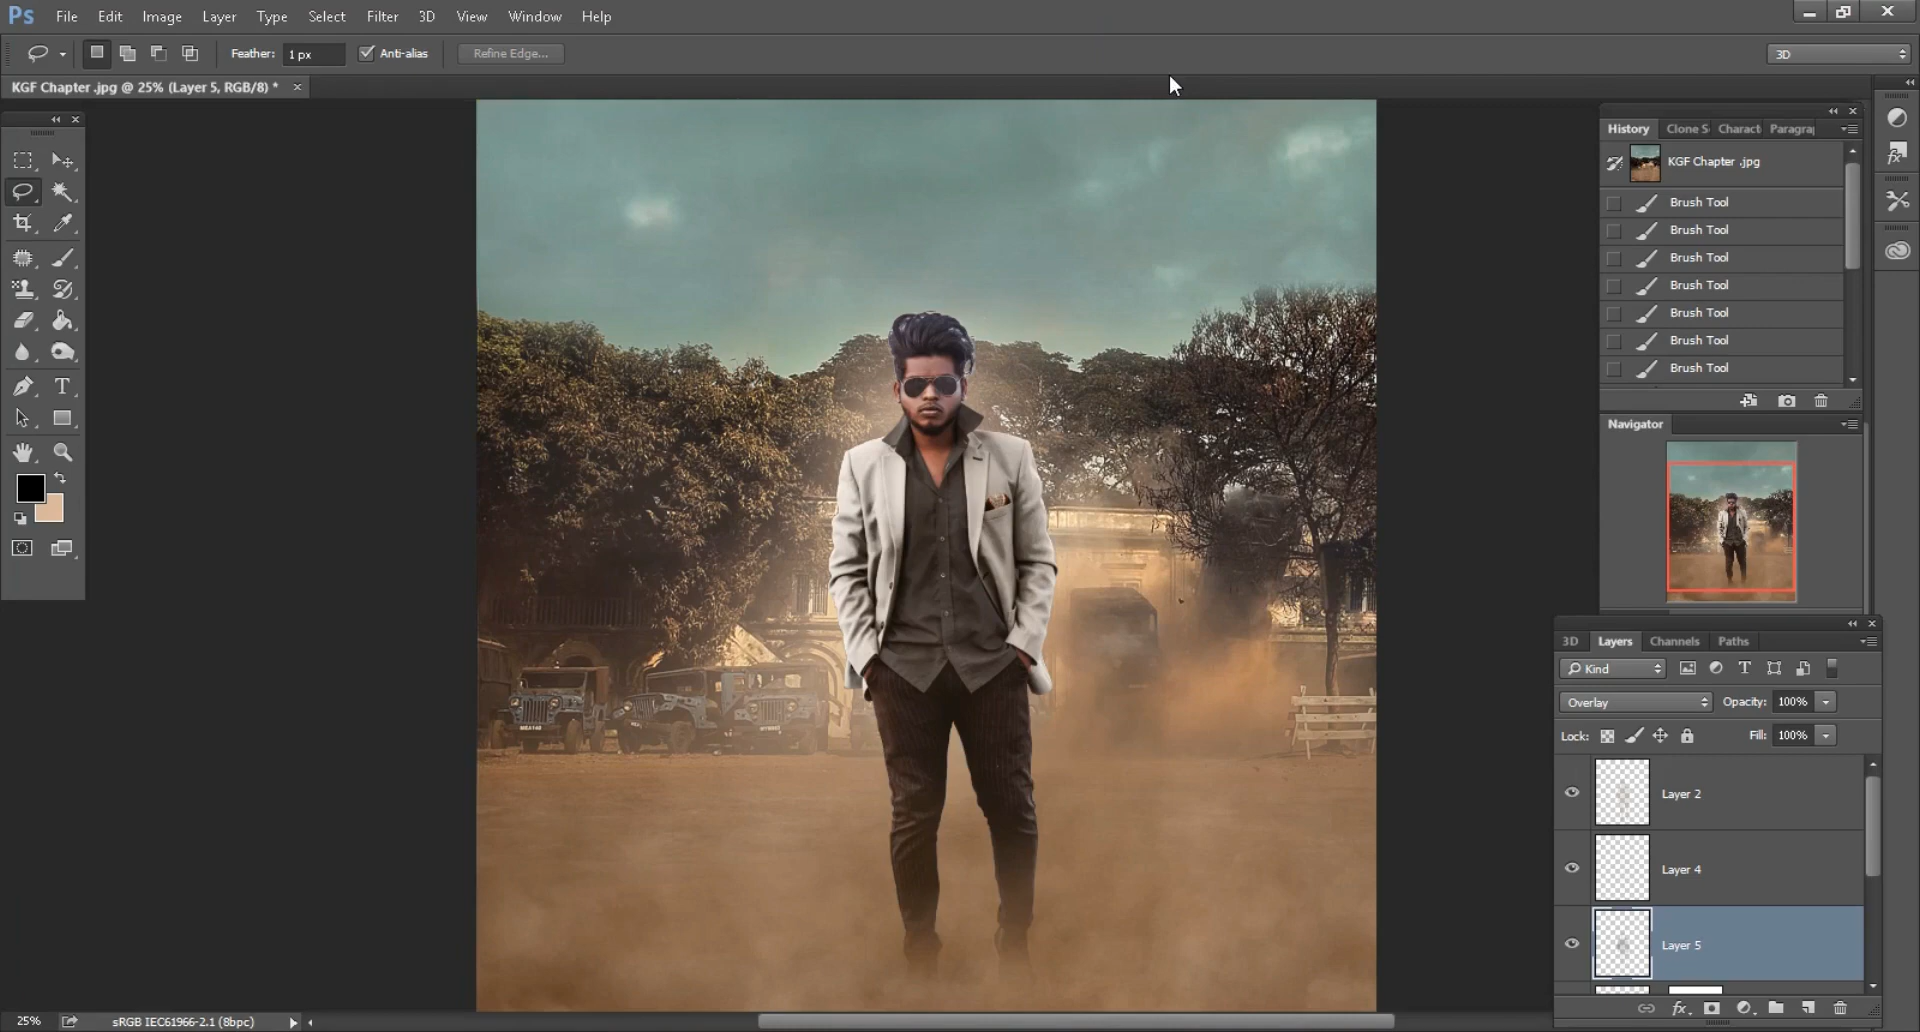 Ps File Edit Image Layer Type Select Filter 3D View Window Help
Feather: 1 px Anti-alias Refine Edge... 3D
KGF Chapter .jpg @ 25% (Layer 5, RGB/8) *
History Clone S Charact Paragra
KGF Chapter .jpg
Brush Tool
Brush Tool
Brush Tool
Brush Tool
Brush Tool
Brush Tool
Brush Tool
Navigator
3D Layers Channels Paths
Kind
Overlay Opacity: 100%
Lock: Fill: 100%
Layer 2
Layer 4
Layer 5
25% sRGB IEC61966-2.1 (8bpc)